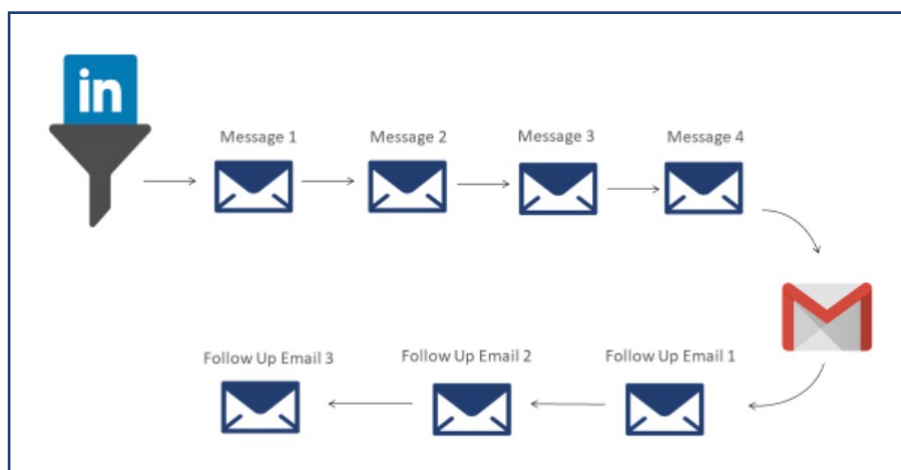 in
Message 1
Message 2
Message 3
Message 4
Follow Up Email 3
Follow Up Email 2
Follow Up Email 1